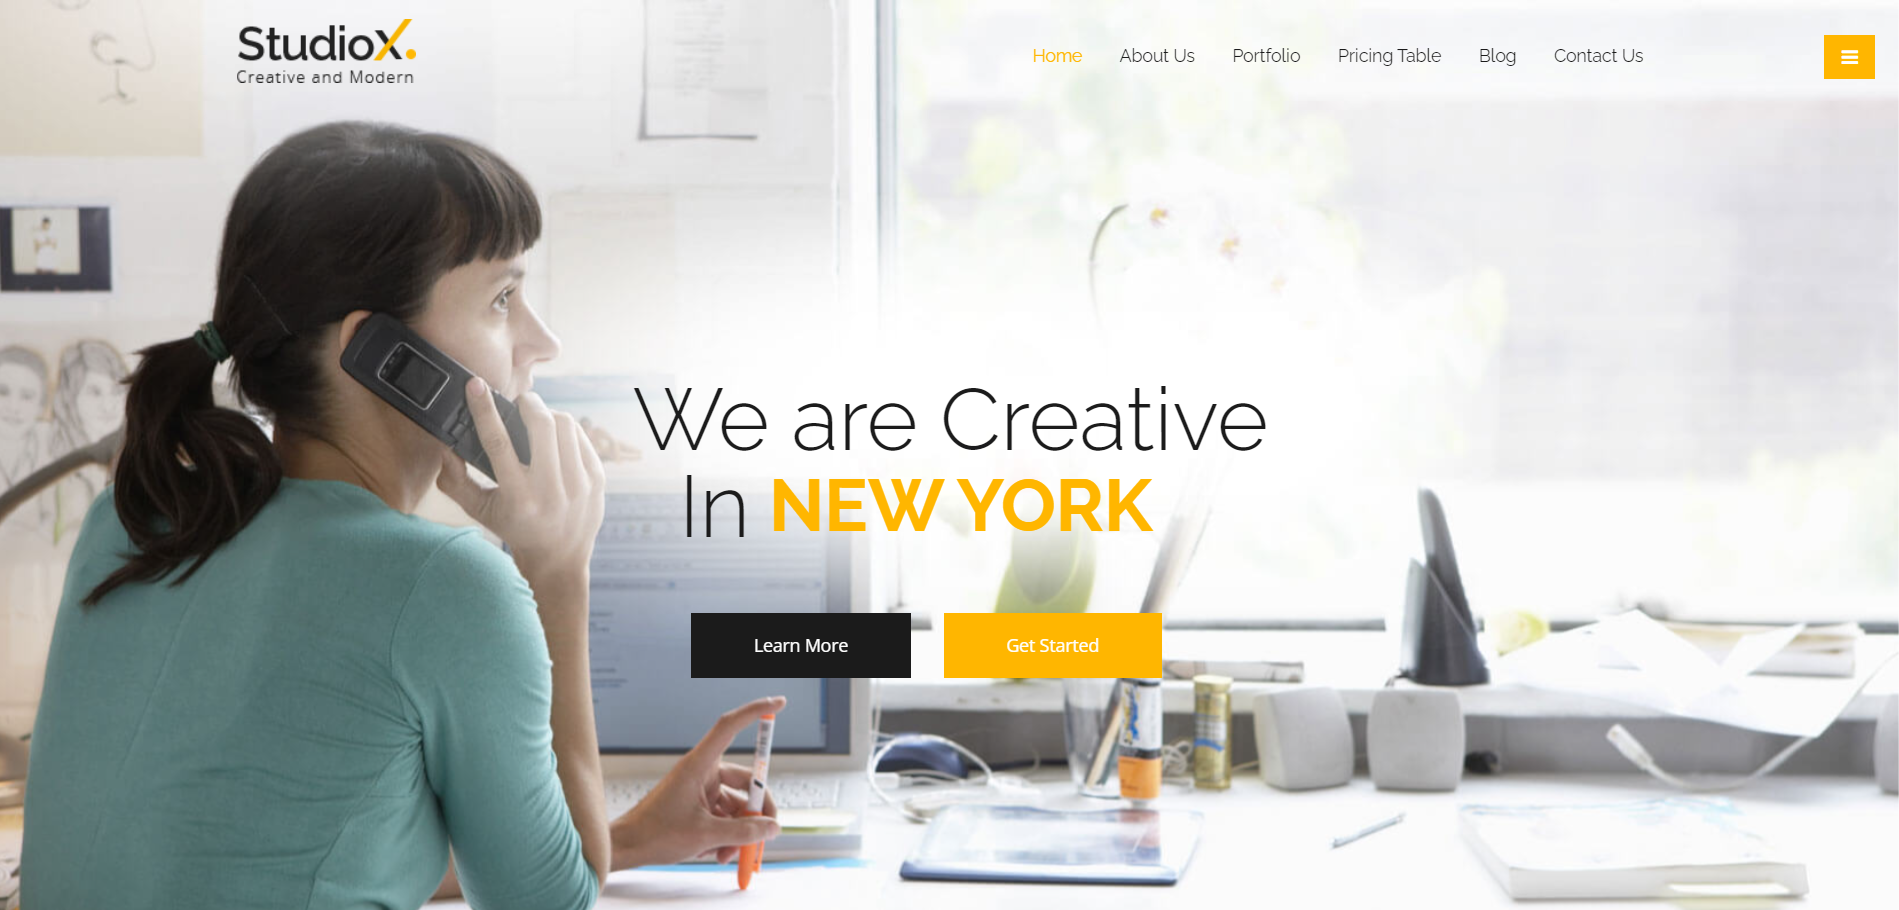 StudioX.
Creative and Modern
Home About Us Portfolio Pricing Table Blog Contact Us
We are Creative
In NEW YORK
Learn More Get Started